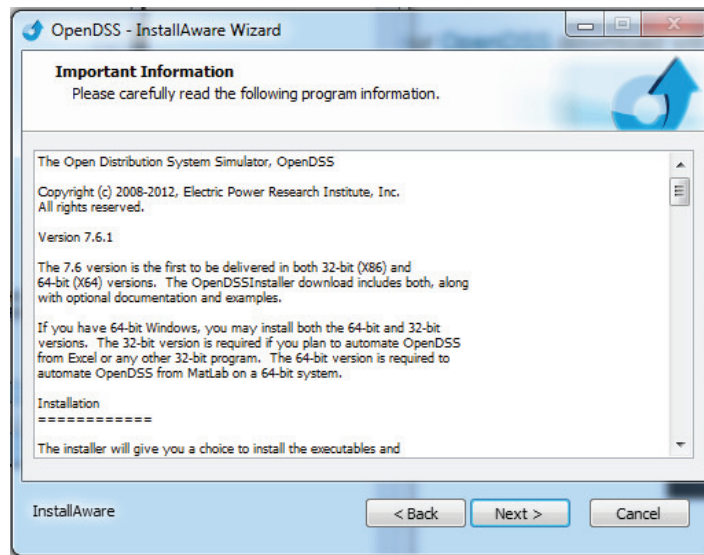 OpenDSS - InstallAware Wizard
Important Information
Please carefully read the following program information.
The Open Distribution System Simulator, OpenDSS
Copyright (c) 2008-2012, Electric Power Research Institute, Inc.
All rights reserved.
Version 7.6.1
The 7.6 version is the first to be delivered in both 32-bit (X86) and
64-bit (X64) versions.  The OpenDSSInstaller download includes both, along
with optional documentation and examples.
If you have 64-bit Windows, you may install both the 64-bit and 32-bit
versions.  The 32-bit version is required if you plan to automate OpenDSS
from Excel or any other 32-bit program.  The 64-bit version is required to
automate OpenDSS from MatLab on a 64-bit system.
Installation
============
The installer will give you a choice to install the executables and
InstallAware
< Back
Next >
Cancel